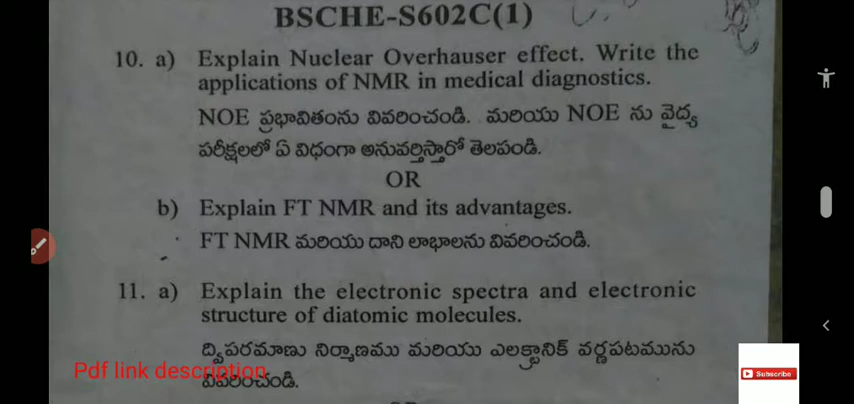 BSCHE-S602C(1)
10. a) Explain Nuclear Overhauser effect. Write the
applications of NMR in medical diagnostics.
NOE ప్రభావితంను వివరించండి. మరియు NOE ను వైద్య
పరీక్షలలో ఏ విధంగా అనువర్తిస్తారో తెలపండి.
OR
b) Explain FT NMR and its advantages.
FT NMR మరియు దాని లాభాలను వివరించండి.
11. a) Explain the electronic spectra and electronic
structure of diatomic molecules.
ద్విపరమాణు నిర్మాణము మరియు ఎలక్ట్రానిక్ వర్ణపటమును
Pdf link description
వివరించండి.
Subscribe